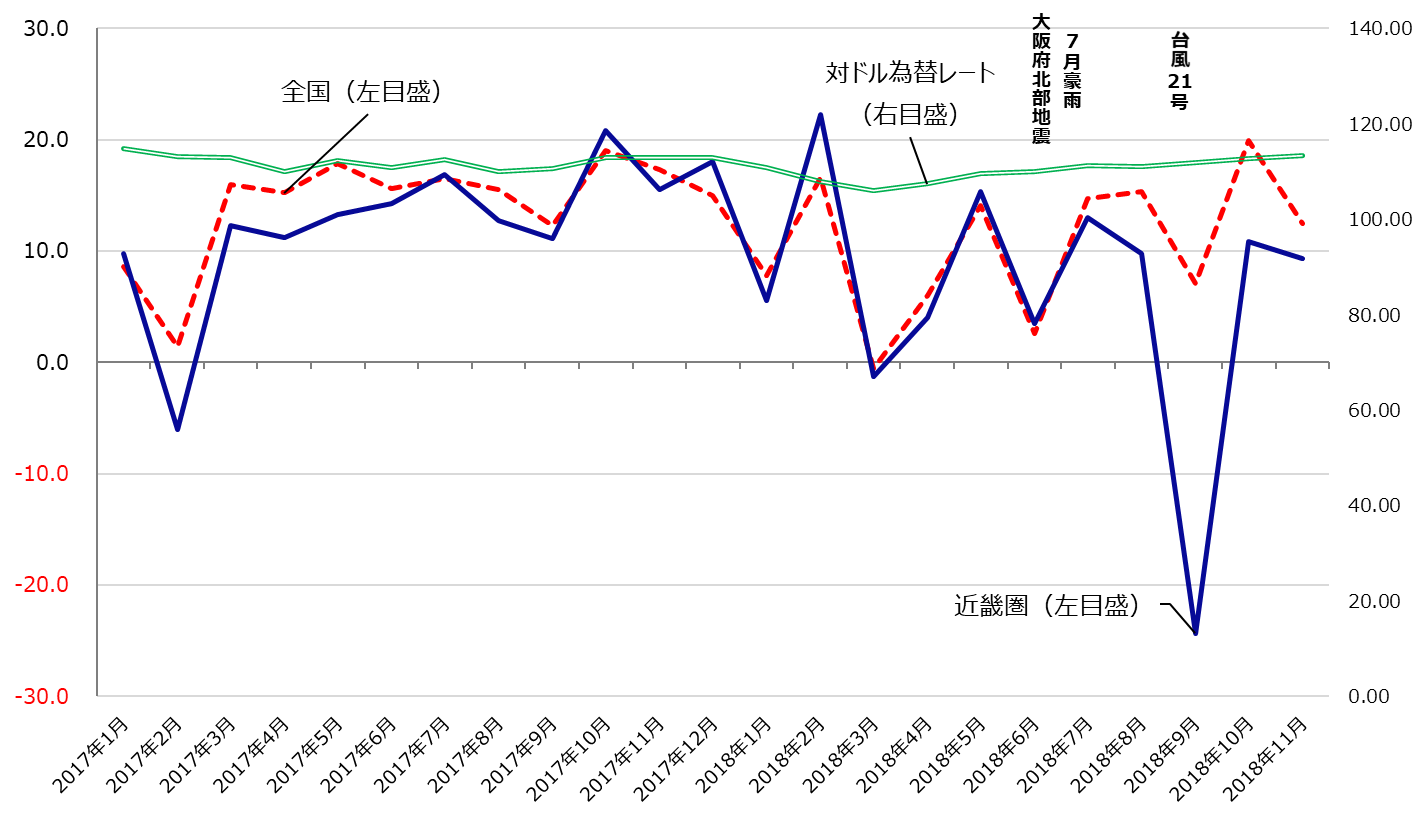 30.0
20.0
10.0
0.0
-10.0
-20.0
-30.0
全国（左目盛）
対ドル為替レート
（右目盛）
大阪府北部地震
７月豪雨
台風21号
近畿圏（左目盛）
140.00
120.00
100.00
80.00
60.00
40.00
20.00
0.00
2017年1月
2017年2月
2017年3月
2017年4月
2017年5月
2017年6月
2017年7月
2017年8月
2017年9月
2017年10月
2017年11月
2017年12月
2018年1月
2018年2月
2018年3月
2018年4月
2018年5月
2018年6月
2018年7月
2018年8月
2018年9月
2018年10月
2018年11月